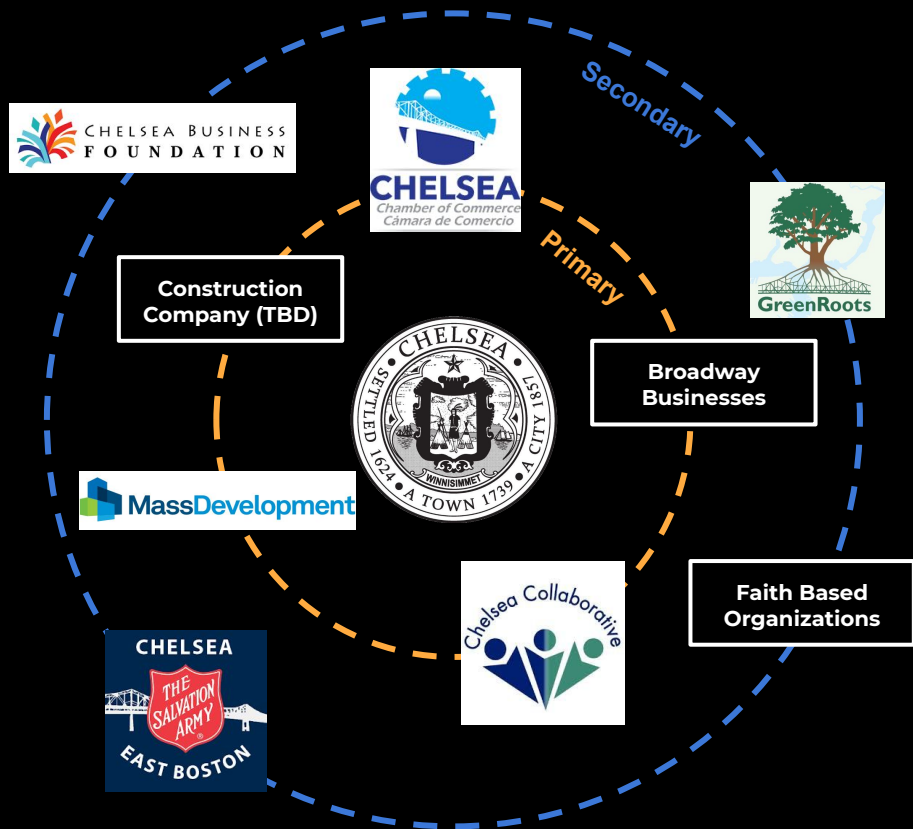 Secondary
CHELSEA BUSINESS
FOUNDATION
CHELSEA
Chamber of Commerce
Cámara de Comercio
Primary
GreenRoots
Construction
Company (TBD)
CHELSEA
SETTLED 1624 • A TOWN 1739 • A CITY 1857
WINNISIMMET
Broadway
Businesses
MassDevelopment
Chelsea Collaborative
Faith Based
Organizations
CHELSEA
THE
SALVATION
ARMY
®
EAST BOSTON